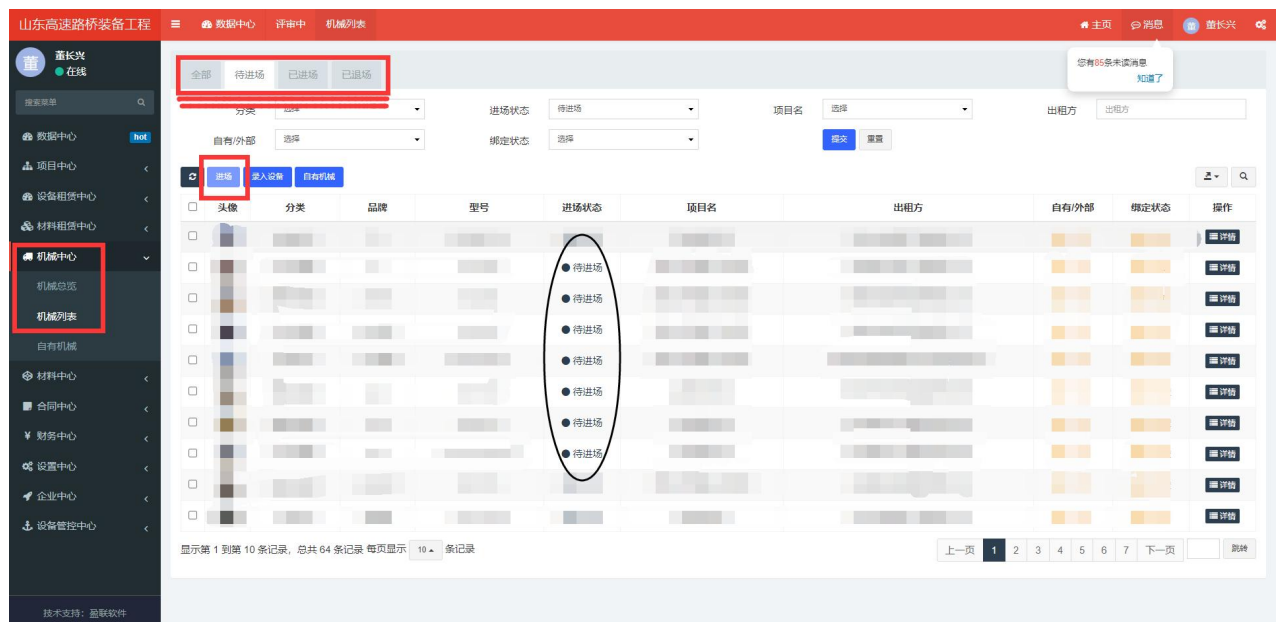 山东高速路桥装备工程 数据中心 评审中 机械列表 主页 消息 董 董长兴
董 董长兴
在线
您有85条未读消息
知道了
搜索菜单
数据中心 hot
项目中心
设备租赁中心
材料租赁中心
机械中心
机械总览
机械列表
自有机械
材料中心
合同中心
¥ 财务中心
设置中心
企业中心
设备管控中心
技术支持：盈联软件
全部 待进场 已进场 已退场
分类 选择 进场状态 待进场 项目名 选择 出租方 出租方
自有/外部 选择 绑定状态 选择 提交 重置
进场 录入设备 自有机械
头像 分类 品牌 型号 进场状态 项目名 出租方 自有/外部 绑定状态 操作
详情
待进场 详情
待进场 详情
待进场 详情
待进场 详情
待进场 详情
待进场 详情
待进场 详情
详情
详情
显示第 1 到第 10 条记录，总共 64 条记录 每页显示 10 条记录 上一页 1 2 3 4 5 6 7 下一页 跳转